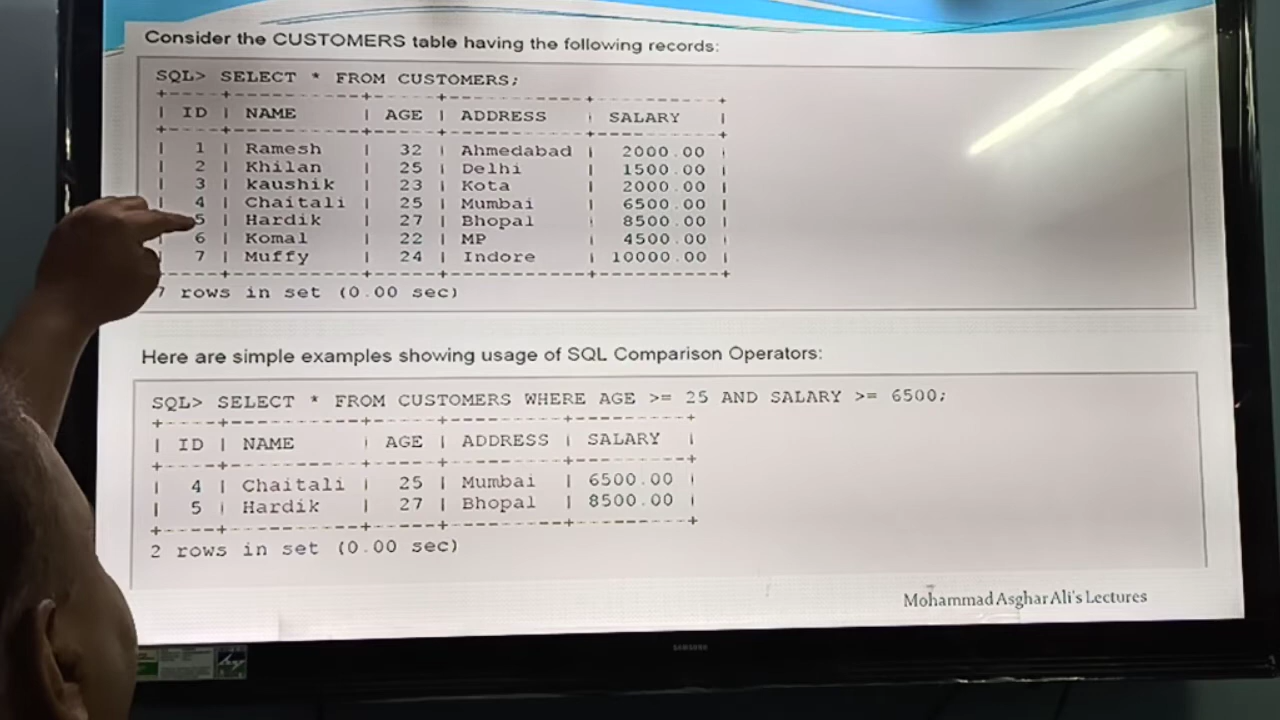 Consider the CUSTOMERS table having the following records:
SQL> SELECT * FROM CUSTOMERS;
+----+----------+-----+-----------+----------+
| ID | NAME | AGE | ADDRESS | SALARY |
+----+----------+-----+-----------+----------+
| 1 | Ramesh | 32 | Ahmedabad | 2000.00 |
| 2 | Khilan | 25 | Delhi | 1500.00 |
| 3 | kaushik | 23 | Kota | 2000.00 |
| 4 | Chaitali | 25 | Mumbai | 6500.00 |
| 5 | Hardik | 27 | Bhopal | 8500.00 |
| 6 | Komal | 22 | MP | 4500.00 |
| 7 | Muffy | 24 | Indore | 10000.00 |
+----+----------+-----+-----------+----------+
7 rows in set (0.00 sec)
Here are simple examples showing usage of SQL Comparison Operators:
SQL> SELECT * FROM CUSTOMERS WHERE AGE >= 25 AND SALARY >= 6500;
+----+----------+-----+---------+---------+
| ID | NAME | AGE | ADDRESS | SALARY |
+----+----------+-----+---------+---------+
| 4 | Chaitali | 25 | Mumbai | 6500.00 |
| 5 | Hardik | 27 | Bhopal | 8500.00 |
+----+----------+-----+---------+---------+
2 rows in set (0.00 sec)
Mohammad Asghar Ali's Lectures
SAMSUNG